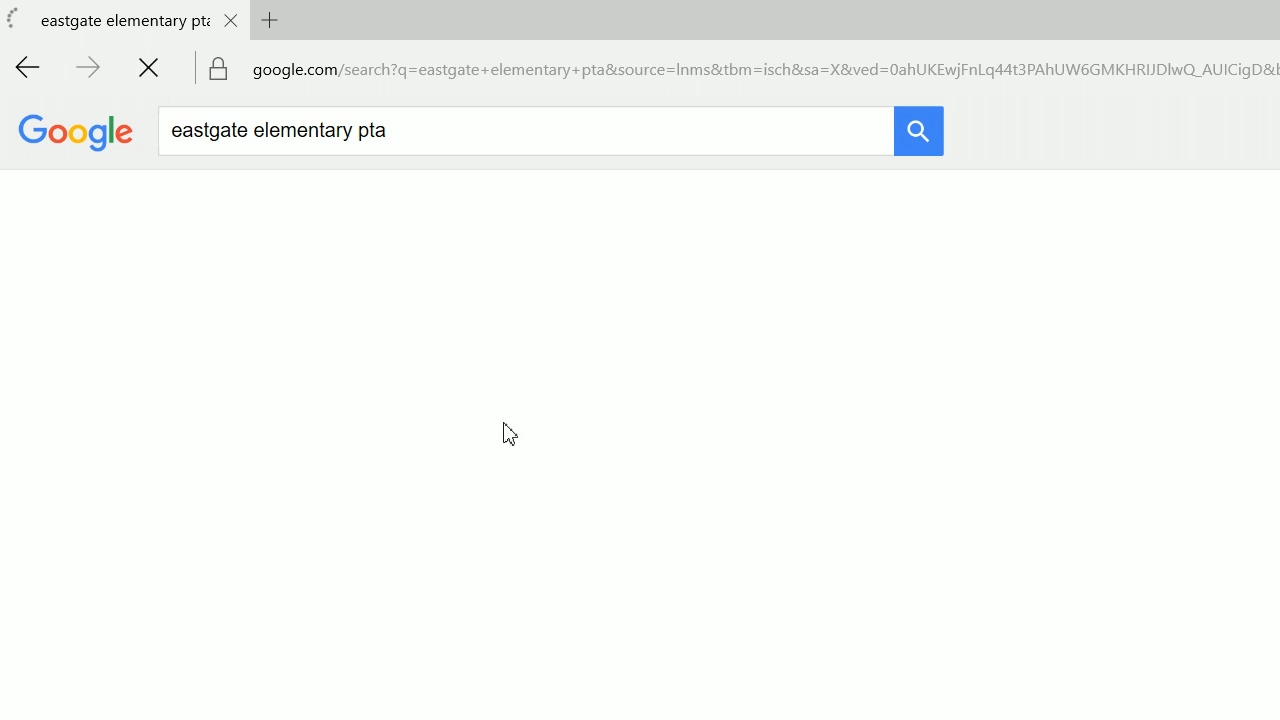 eastgate elementary pta
google.com/search?q=eastgate+elementary+pta&source=lnms&tbm=isch&sa=X&ved=0ahUKEwjFnLq44t3PAhUW6GMKHRIJDlwQ_AUICigD&b
Google
eastgate elementary pta